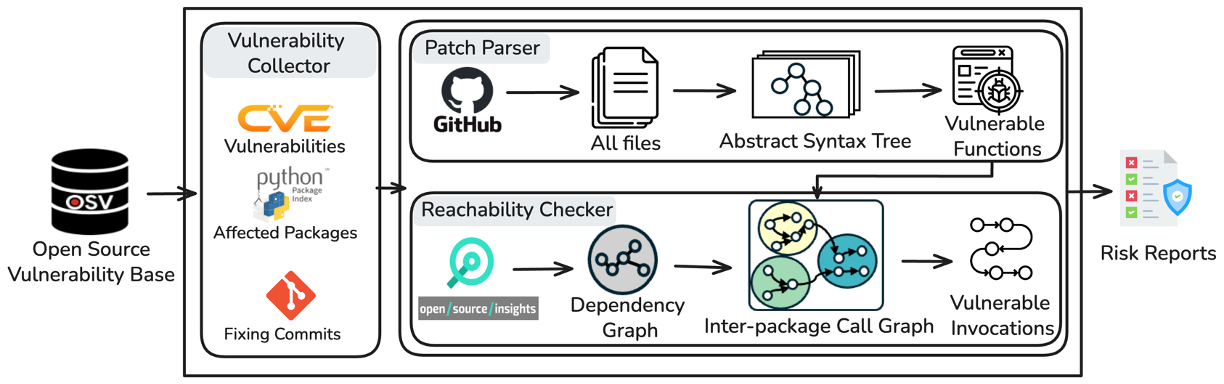 OSV
Open Source
Vulnerability Base
Vulnerability
Collector
CVE
Vulnerabilities
python™
Package
Index
Affected Packages
Fixing Commits
Patch Parser
GitHub
All files
Abstract Syntax Tree
Vulnerable
Functions
Reachability Checker
open/source/insights
Dependency
Graph
Inter-package Call Graph
Vulnerable
Invocations
Risk Reports